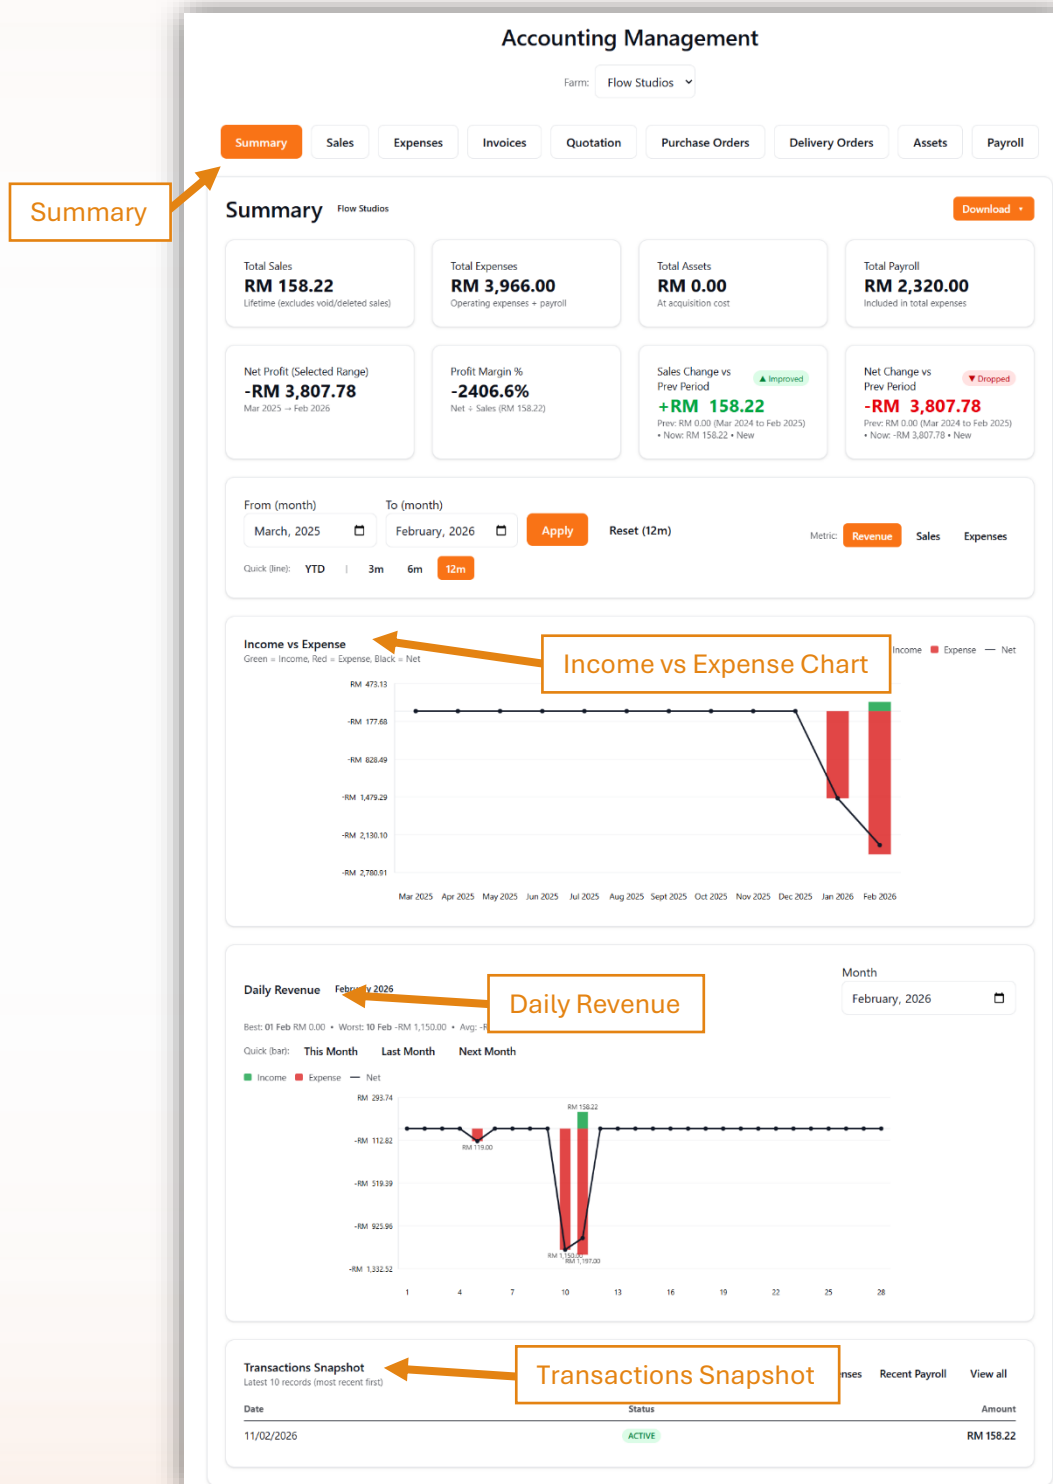 Accounting Management
Farm: Flow Studios
Summary Sales Expenses Invoices Quotation Purchase Orders Delivery Orders Assets Payroll
Summary
Summary Flow Studios Download
Total Sales
RM 158.22
Lifetime (excludes void/deleted sales)
Total Expenses
RM 3,966.00
Operating expenses + payroll
Total Assets
RM 0.00
At acquisition cost
Total Payroll
RM 2,320.00
Included in total expenses
Net Profit (Selected Range)
-RM 3,807.78
Mar 2025 → Feb 2026
Profit Margin %
-2406.6%
Net ÷ Sales (RM 158.22)
Sales Change vs
Prev Period
▲ Improved
+RM 158.22
Prev: RM 0.00 (Mar 2024 to Feb 2025)
• Now: RM 158.22 • New
Net Change vs
Prev Period
▼ Dropped
-RM 3,807.78
Prev: RM 0.00 (Mar 2024 to Feb 2025)
• Now: -RM 3,807.78 • New
From (month) To (month)
March, 2025 February, 2026 Apply Reset (12m)
Metric: Revenue Sales Expenses
Quick (line): YTD | 3m 6m 12m
Income vs Expense
Green = Income, Red = Expense, Black = Net
Income vs Expense Chart
Income Expense Net
RM 473.13
-RM 177.68
-RM 828.49
-RM 1,479.29
-RM 2,130.10
-RM 2,780.91
Mar 2025 Apr 2025 May 2025 Jun 2025 Jul 2025 Aug 2025 Sept 2025 Oct 2025 Nov 2025 Dec 2025 Jan 2026 Feb 2026
Daily Revenue February 2026
Daily Revenue
Month
February, 2026
Best: 01 Feb RM 0.00 • Worst: 10 Feb -RM 1,150.00 • Avg:
Quick (bar): This Month Last Month Next Month
Income Expense Net
RM 293.74
-RM 112.82
-RM 519.39
-RM 925.96
-RM 1,332.52
RM 158.22
RM 119.00
RM 1,150.00
RM 1,197.00
1 4 7 10 13 16 19 22 25 28
Transactions Snapshot
Latest 10 records (most recent first)
Transactions Snapshot
Recent Payroll View all
Date Status Amount
11/02/2026 ACTIVE RM 158.22